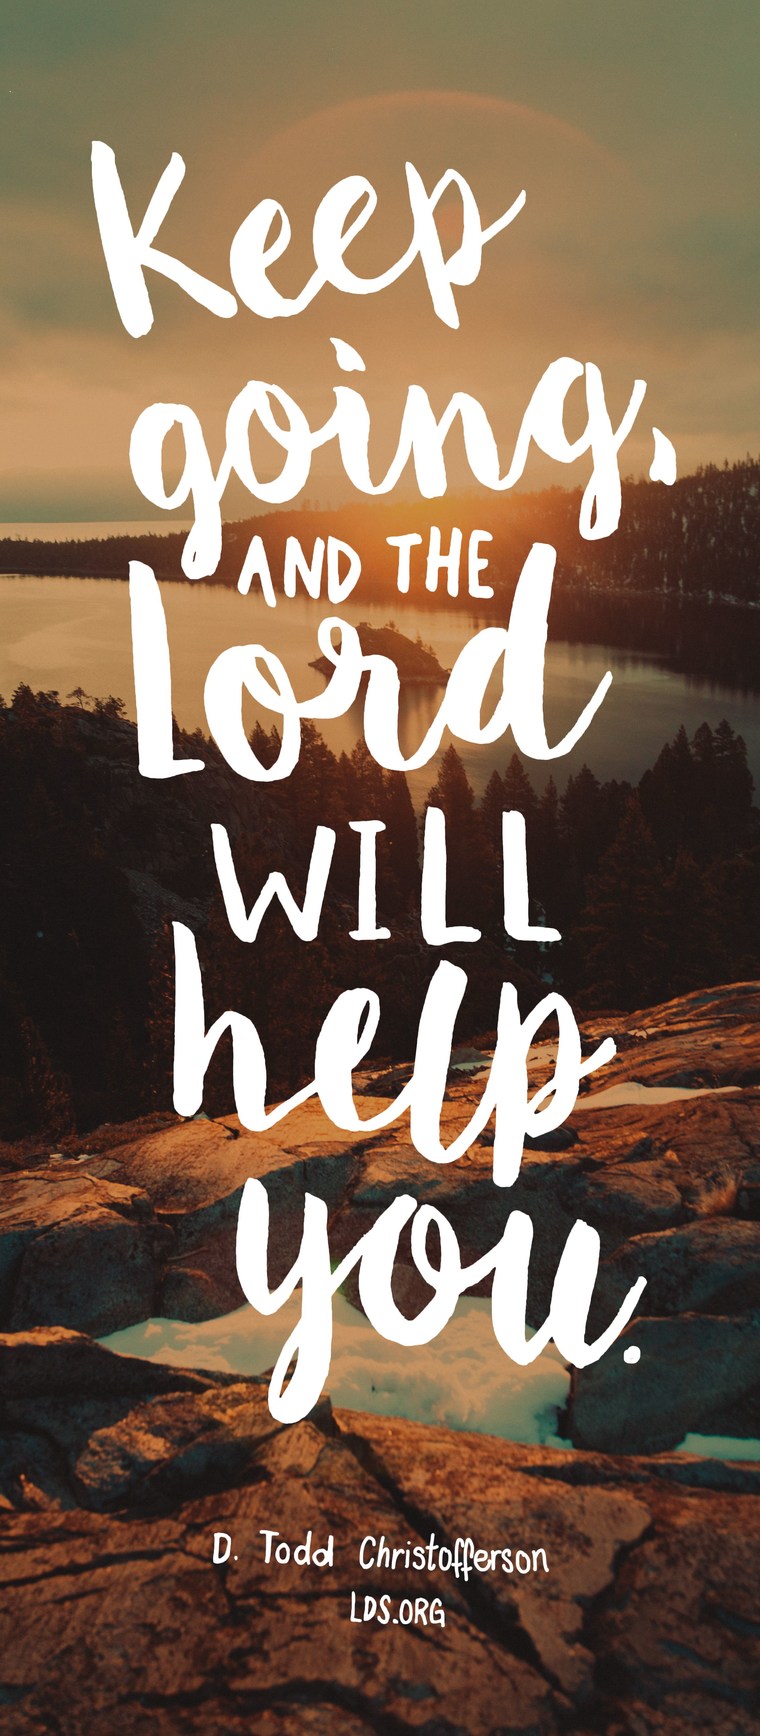 Keep
going,
AND THE
Lord
WILL
help
you.
D. Todd Christofferson
LDS.ORG